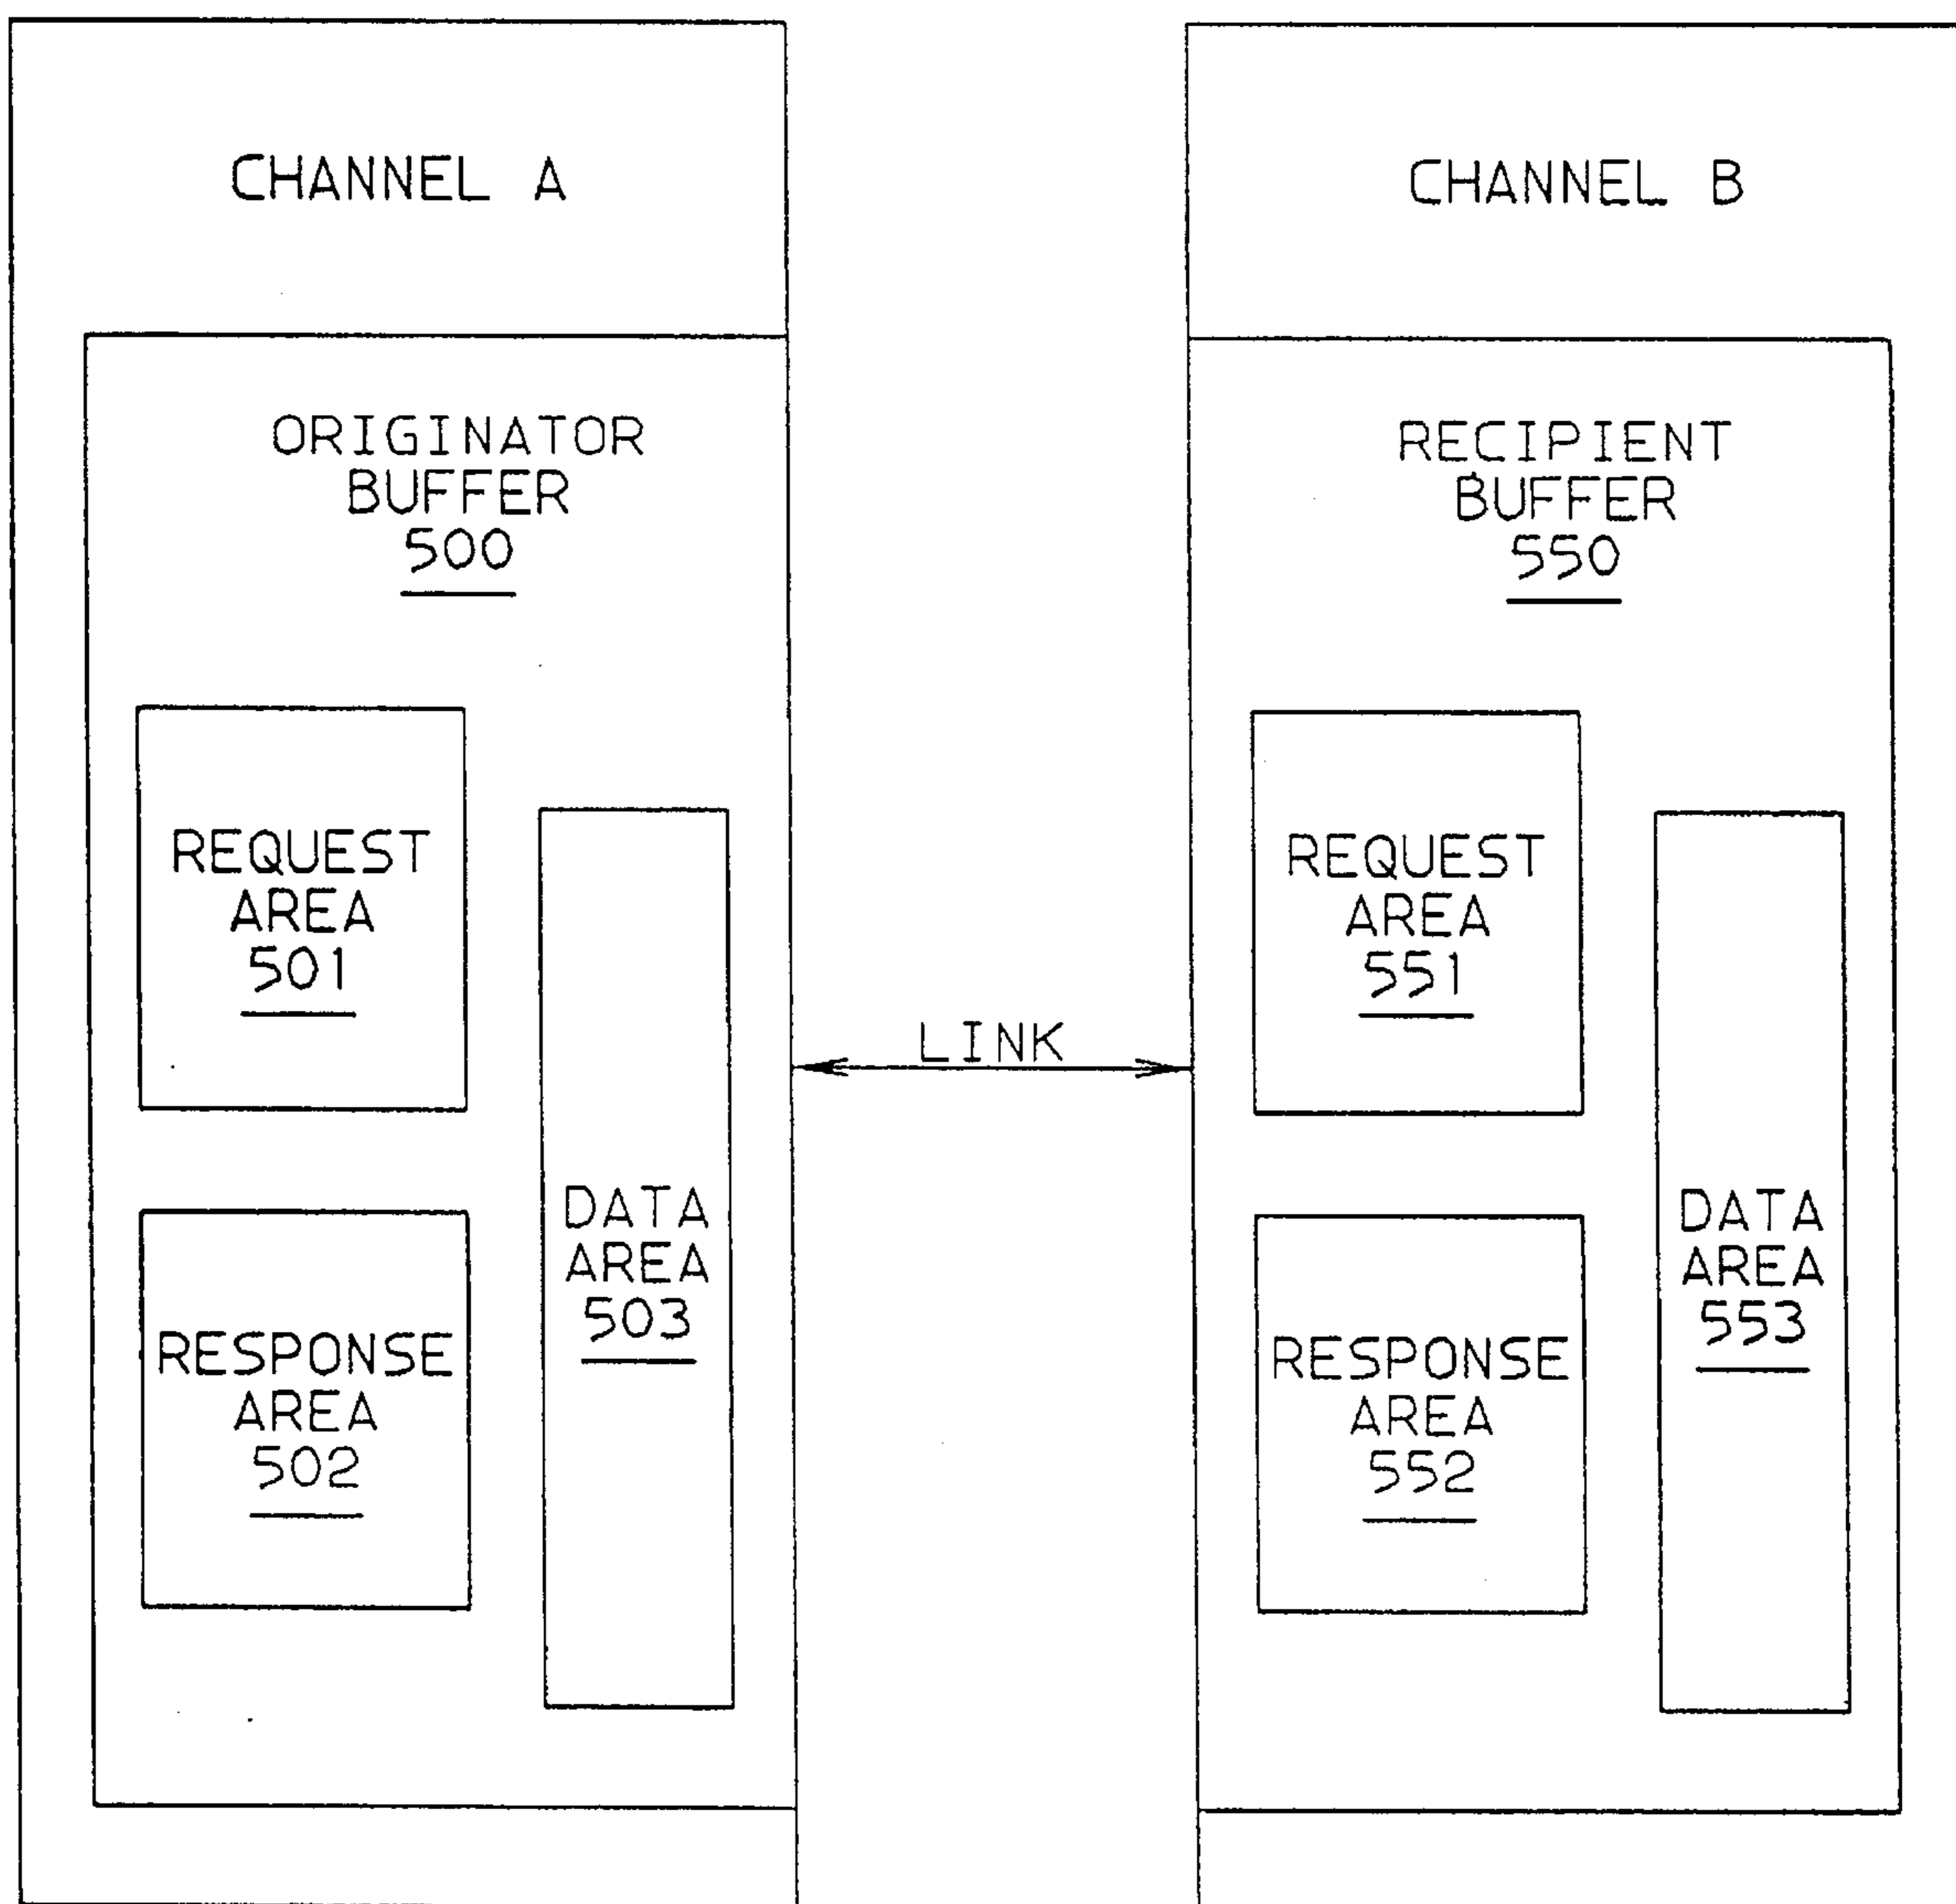 CHANNEL A
ORIGINATOR
BUFFER
500
REQUEST
AREA
501
RESPONSE
AREA
502
DATA
AREA
503
LINK
CHANNEL B
RECIPIENT
BUFFER
550
REQUEST
AREA
551
RESPONSE
AREA
552
DATA
AREA
553